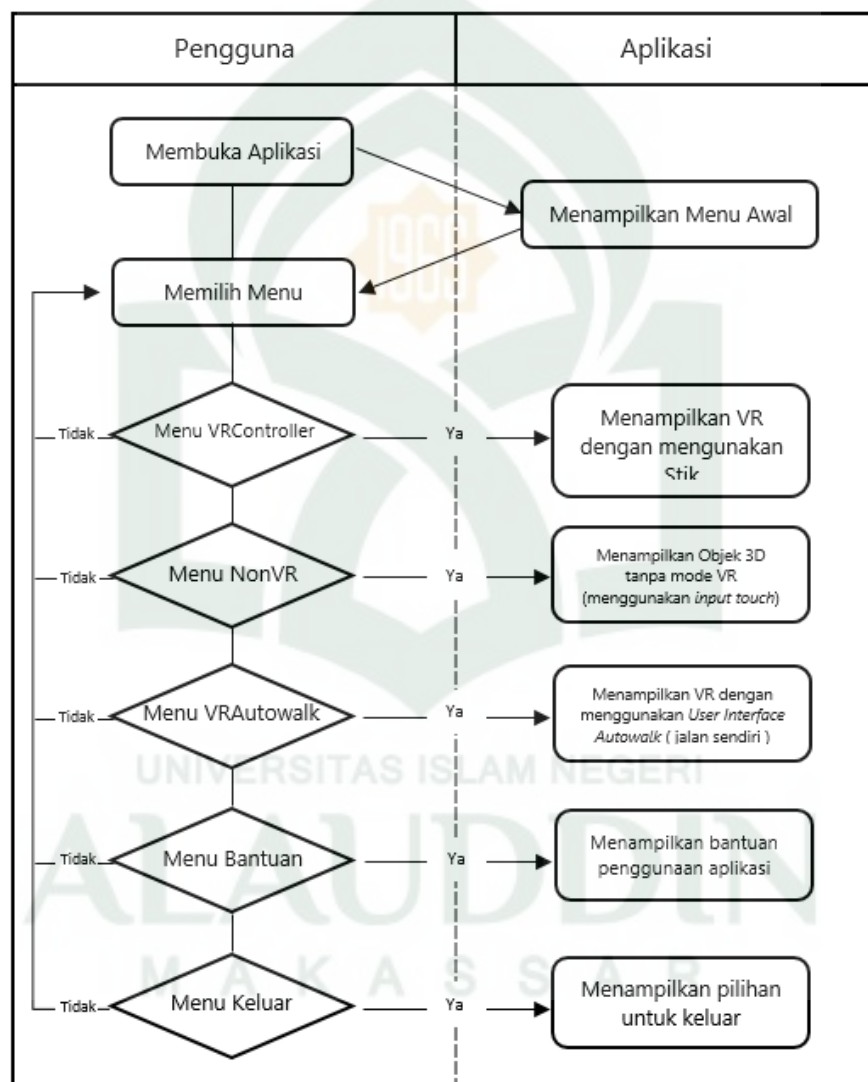 Pengguna
Aplikasi
Membuka Aplikasi
Menampilkan Menu Awal
1965
Memilih Menu
Tidak
Menu VRController
Ya
Menampilkan VR
dengan mengunakan
Stik
Tidak
Menu NonVR
Ya
Menampilkan Objek 3D
tanpa mode VR
(menggunakan input touch)
Tidak
Menu VRAutowalk
Ya
Menampilkan VR dengan
menggunakan User Interface
Autowalk ( jalan sendiri )
UNIVERSITAS ISLAM NEGERI
Tidak
Menu Bantuan
Ya
Menampilkan bantuan
penggunaan aplikasi
ALAUDDIN
MAKASSAR
Tidak
Menu Keluar
Ya
Menampilkan pilihan
untuk keluar